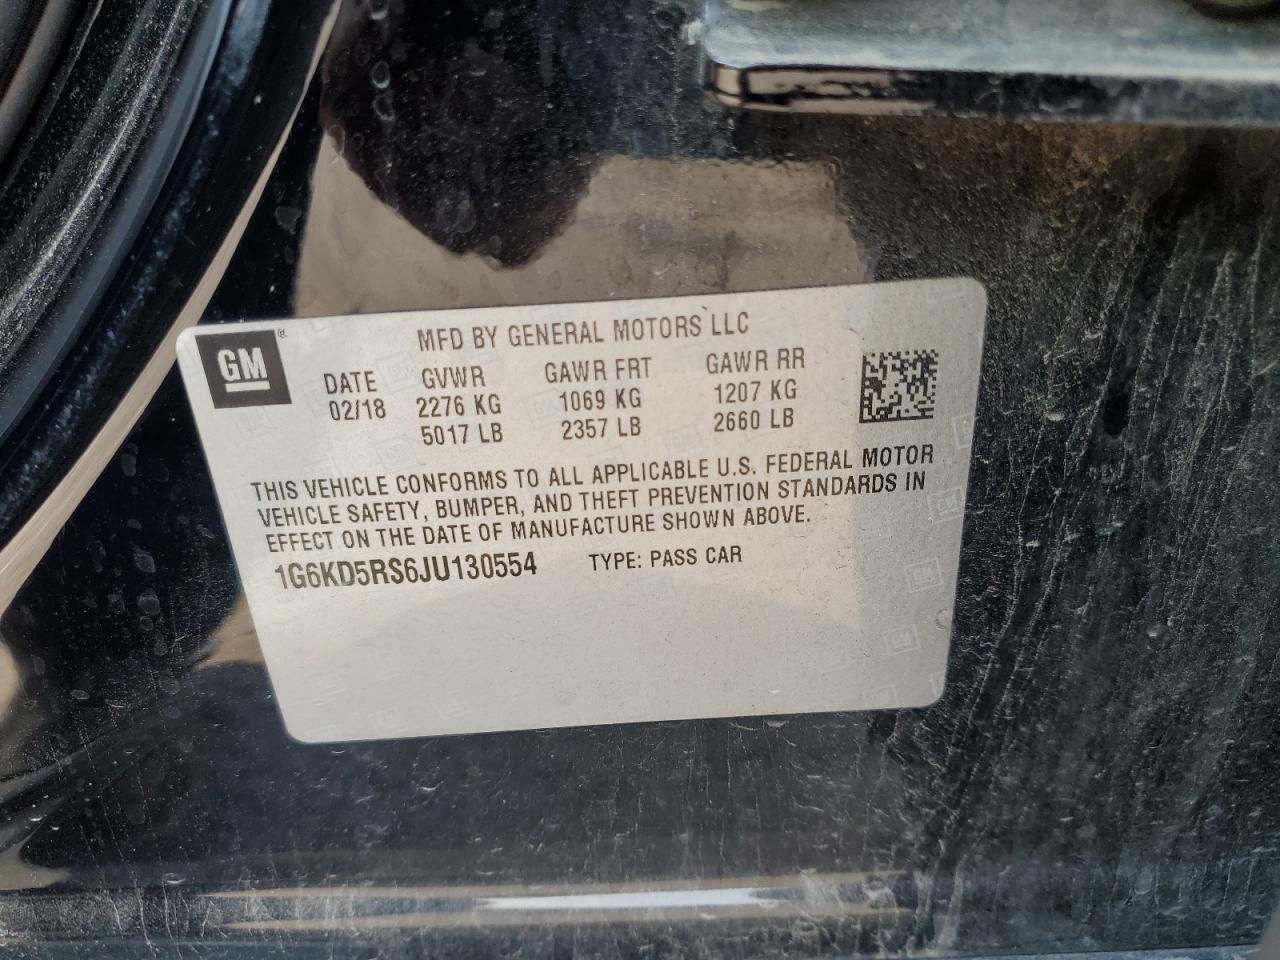 GM ®
MFD BY GENERAL MOTORS LLC
DATE GVWR GAWR FRT GAWR RR
02/18 2276 KG 1069 KG 1207 KG
5017 LB 2357 LB 2660 LB
THIS VEHICLE CONFORMS TO ALL APPLICABLE U.S. FEDERAL MOTOR
VEHICLE SAFETY, BUMPER, AND THEFT PREVENTION STANDARDS IN
EFFECT ON THE DATE OF MANUFACTURE SHOWN ABOVE.
1G6KD5RS6JU130554 TYPE: PASS CAR